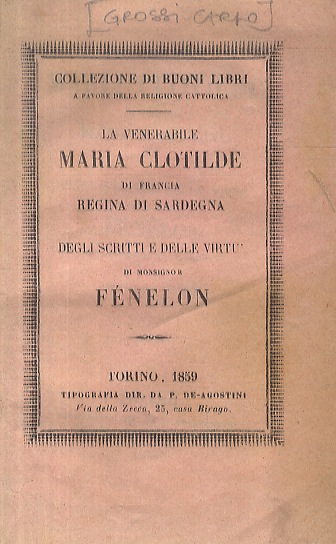 [GROSSI CARLO]
COLLEZIONE DI BUONI LIBRI
A FAVORE DELLA RELIGIONE CATTOLICA
LA VENERABILE
MARIA CLOTILDE
DI FRANCIA
REGINA DI SARDEGNA
DEGLI SCRITTI E DELLE VIRTU'
DI MONSIGNOR
FÉNELON
TORINO, 1859
TIPOGRAFIA DIR. DA P. DE-AGOSTINI
Via della Zecca, 25, casa Birago.